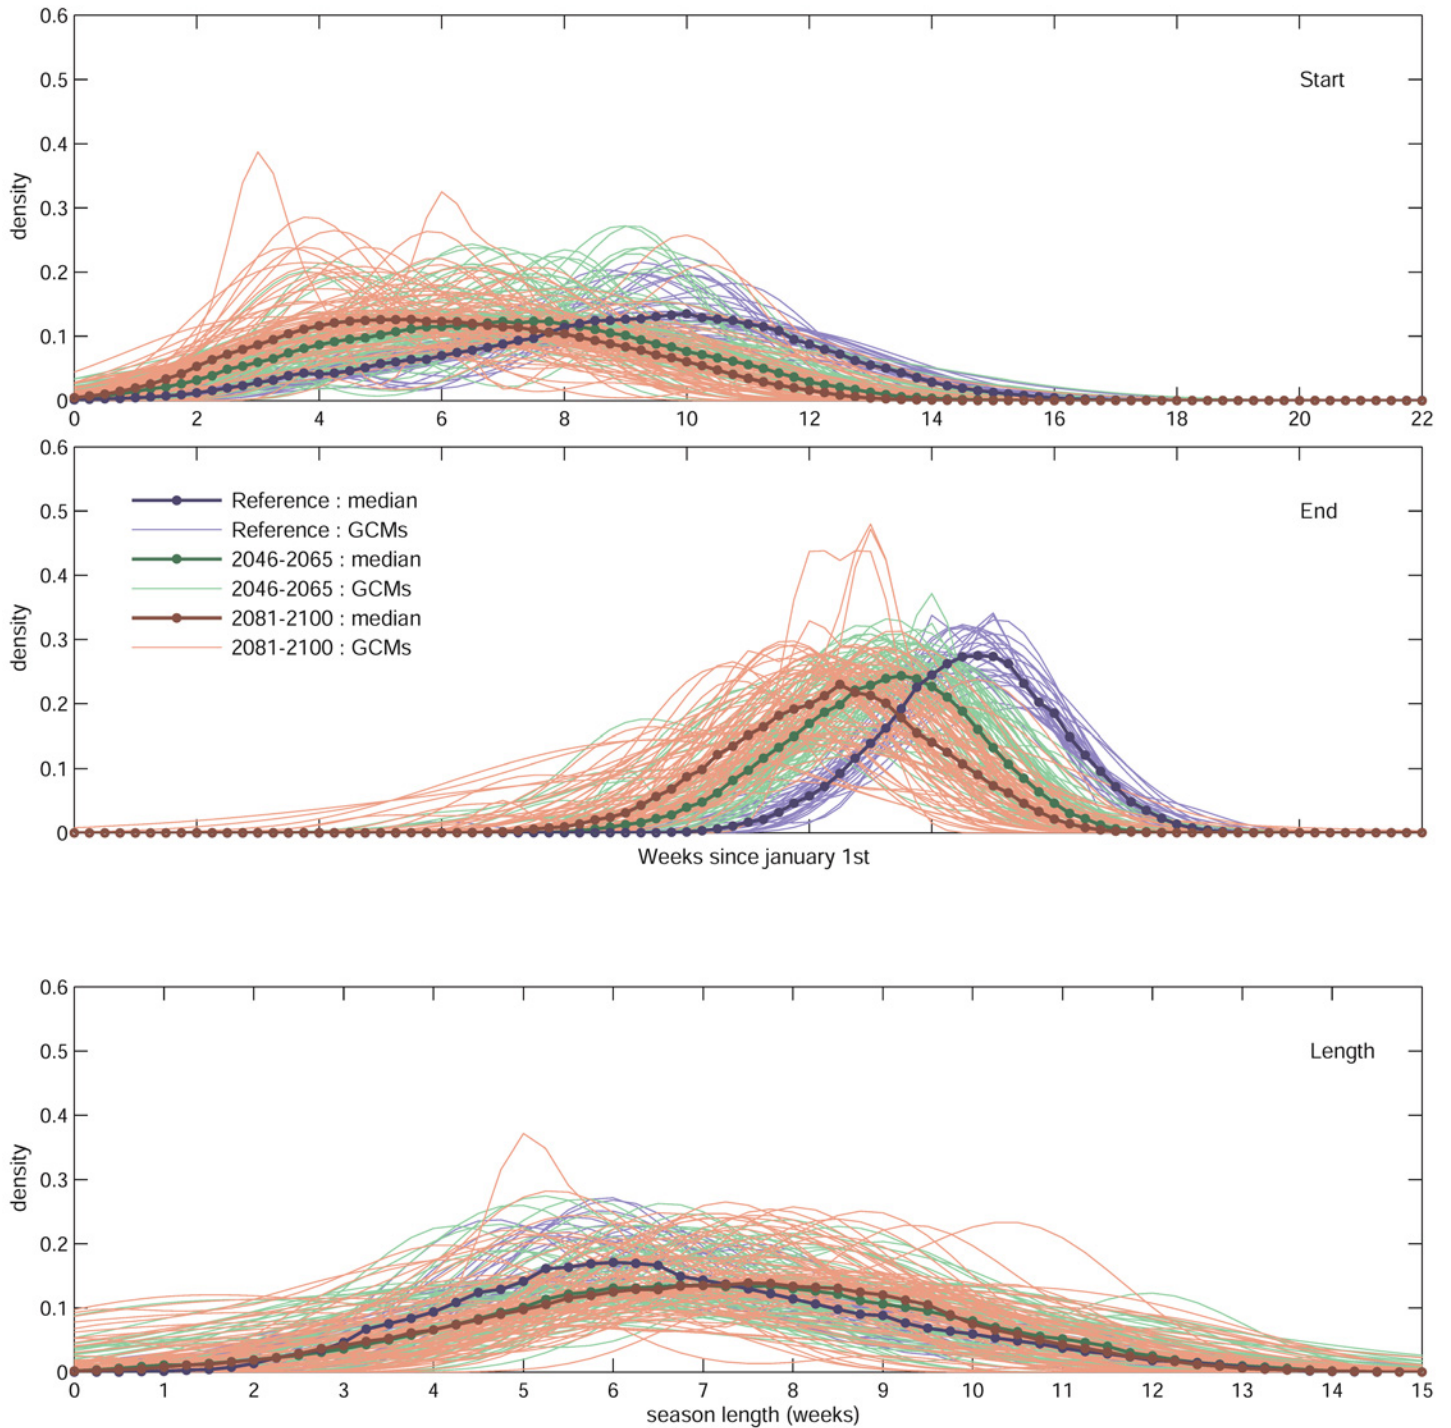 0.6
0.5
0.4
0.3
0.2
0.1
0
density
Start
0 2 4 6 8 10 12 14 16 18 20 22
0.6
0.5
0.4
0.3
0.2
0.1
0
density
End
Reference : median
Reference : GCMs
2046-2065 : median
2046-2065 : GCMs
2081-2100 : median
2081-2100 : GCMs
Weeks since january 1st
0.6
0.5
0.4
0.3
0.2
0.1
0
density
Length
0 1 2 3 4 5 6 7 8 9 10 11 12 13 14 15
season length (weeks)